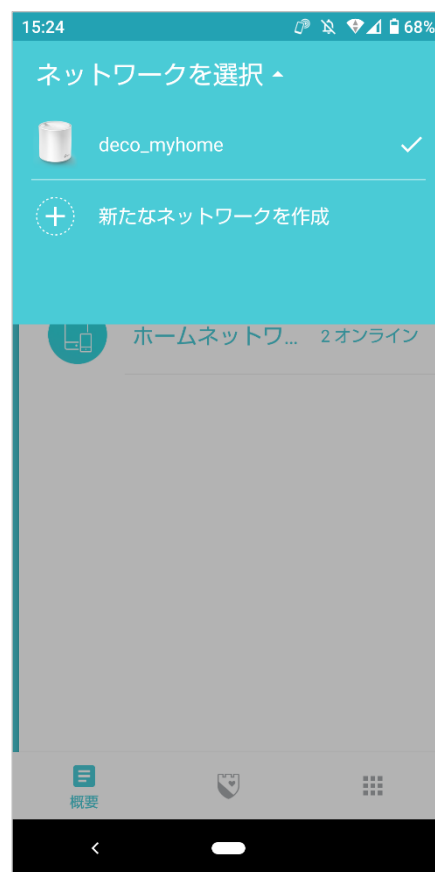 15:24 68%
ネットワークを選択
deco_myhome
新たなネットワークを作成
ホームネットワ... 2 オンライン
概要